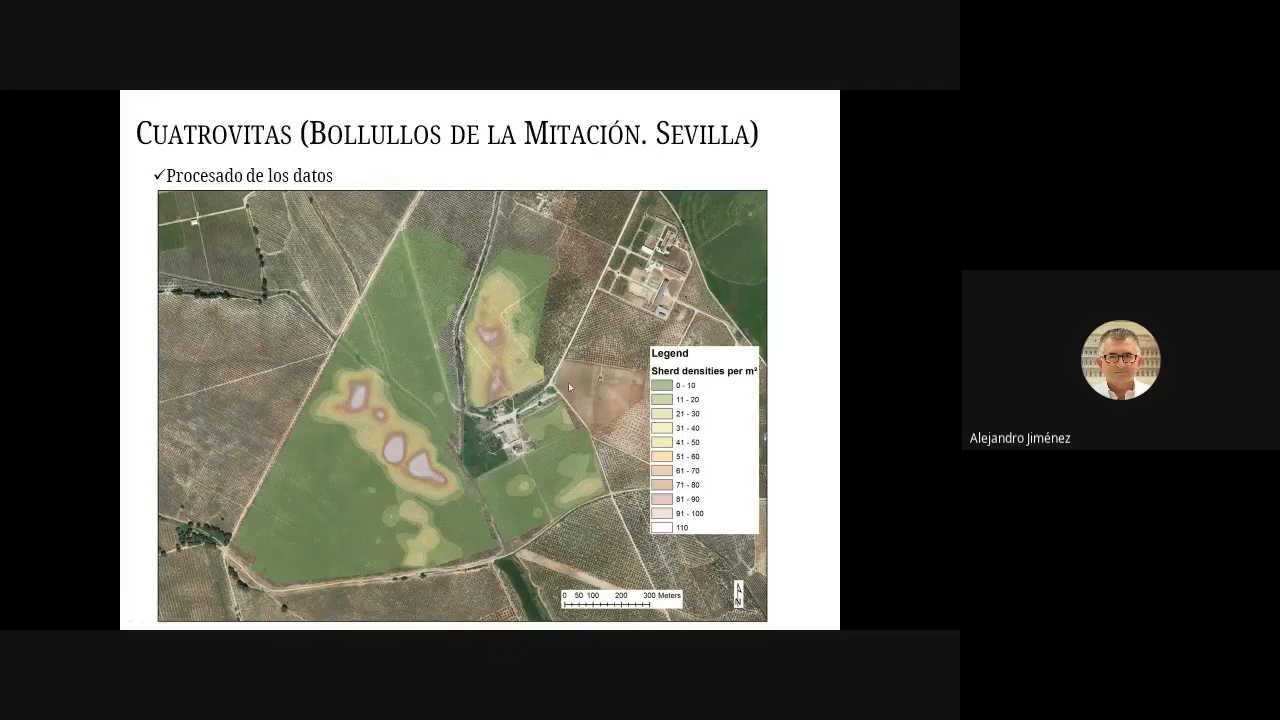 CUATROVITAS (BOLLULLOS DE LA MITACIÓN. SEVILLA)
✓Procesado de los datos
Legend
Sherd densities per m²
0 - 10
11 - 20
21 - 30
31 - 40
41 - 50
51 - 60
61 - 70
71 - 80
81 - 90
91 - 100
110
0 50 100 200 300 Meters
N
Alejandro Jiménez